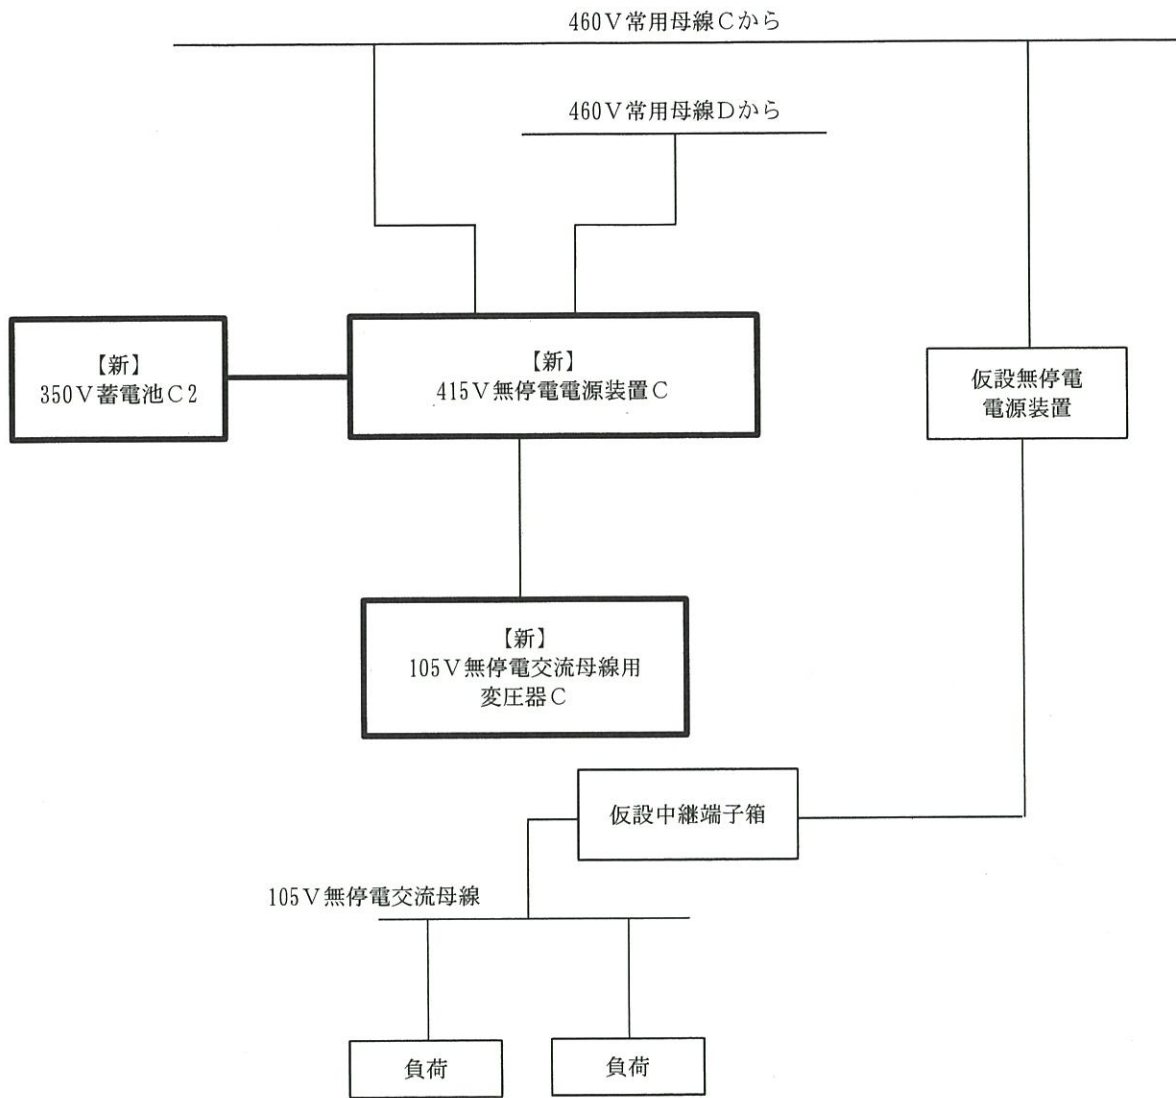 460V常用母線Cから
460V常用母線Dから
【新】
350V蓄電池C2
【新】
415V無停電電源装置C
仮設無停電
電源装置
【新】
105V無停電交流母線用
変圧器C
仮設中継端子箱
105V無停電交流母線
負荷
負荷